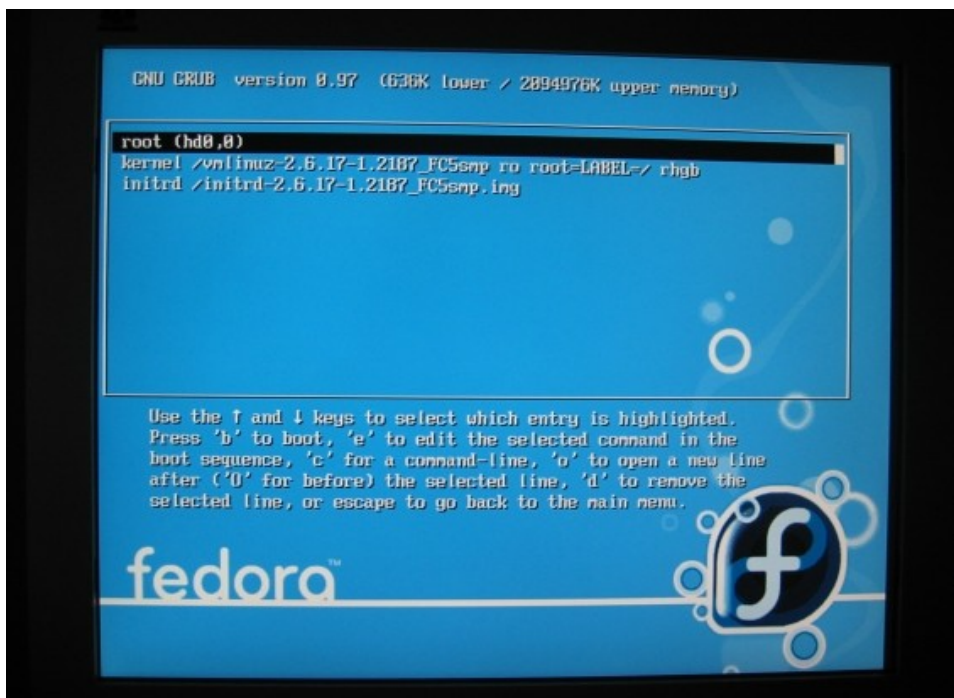 GNU GRUB version 0.97 (636K lower / 2094976K upper memory)
root (hd0,0)
kernel /vmlinuz-2.6.17-1.2187_FC5smp ro root=LABEL=/ rhgb
initrd /initrd-2.6.17-1.2187_FC5smp.img
Use the ↑ and ↓ keys to select which entry is highlighted.
Press 'b' to boot, 'e' to edit the selected command in the
boot sequence, 'c' for a command-line, 'o' to open a new line
after ('O' for before) the selected line, 'd' to remove the
selected line, or escape to go back to the main menu.
fedora™